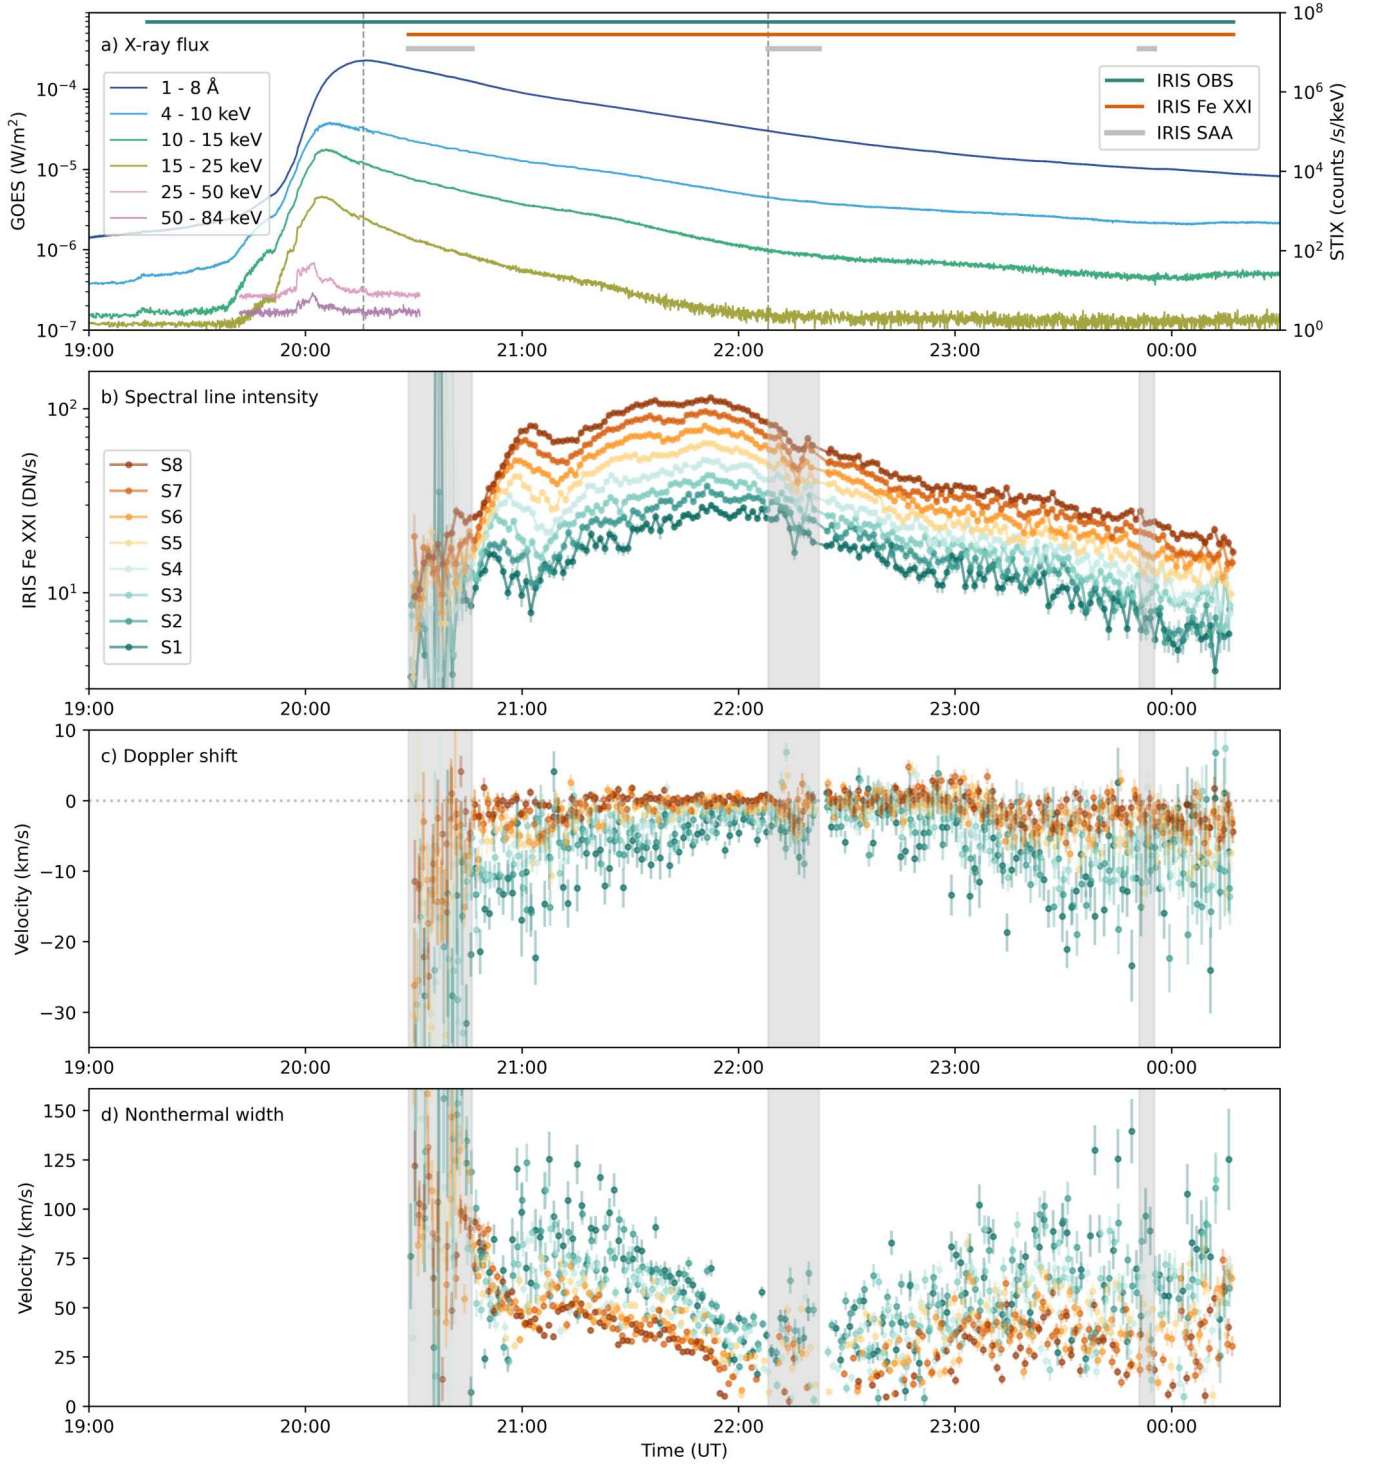 a) X-ray flux
1 - 8 Å
4 - 10 keV
10 - 15 keV
15 - 25 keV
25 - 50 keV
50 - 84 keV
IRIS OBS
IRIS Fe XXI
IRIS SAA
GOES (W/m²)
10⁻⁴
10⁻⁵
10⁻⁶
10⁻⁷
STIX (counts /s/keV)
10⁸
10⁶
10⁴
10²
10⁰
19:00 20:00 21:00 22:00 23:00 00:00
b) Spectral line intensity
IRIS Fe XXI (DN/s)
10²
10¹
S8
S7
S6
S5
S4
S3
S2
S1
19:00 20:00 21:00 22:00 23:00 00:00
c) Doppler shift
Velocity (km/s)
10
0
−10
−20
−30
19:00 20:00 21:00 22:00 23:00 00:00
d) Nonthermal width
Velocity (km/s)
150
125
100
75
50
25
0
19:00 20:00 21:00 22:00 23:00 00:00
Time (UT)